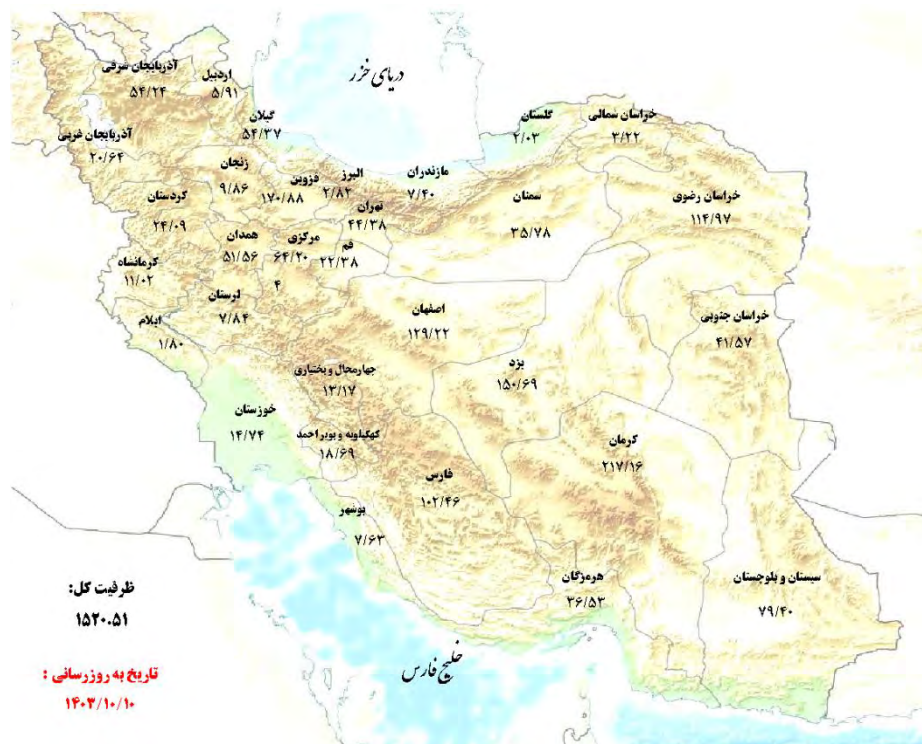 آذربایجان شرقی
۵۴/۲۴
اردبیل
۵/۹۱
دریای خزر
گیلان
۵۴/۳۷
گلستان
۲/۰۳
خراسان شمالی
۳/۲۲
آذربایجان غربی
۲۰/۶۴
زنجان
۹/۸۶
قزوین
۱۷۰/۸۸
البرز
۲/۸۲
مازندران
۷/۴۰
تهران
۴۴/۳۸
سمنان
۳۵/۷۸
خراسان رضوی
۱۱۴/۹۷
کردستان
۲۴/۰۹
همدان
۵۱/۵۶
مرکزی
۶۴/۲۰
قم
۲۲/۳۸
کرمانشاه
۱۱/۰۲
۴
لرستان
۷/۸۴
ایلام
۱/۸۰
اصفهان
۱۲۹/۲۲
خراسان جنوبی
۴۱/۵۷
یزد
۱۵۰/۶۹
چهارمحال و بختیاری
۱۳/۱۷
خوزستان
۱۴/۷۴
کهگیلویه و بویر احمد
۱۸/۶۹
فارس
۱۰۲/۴۶
کرمان
۲۱۷/۱۶
بوشهر
۷/۶۳
هرمزگان
۳۶/۵۳
سیستان و بلوچستان
۷۹/۴۰
ظرفیت کل:
۱۵۲۰.۵۱
خلیج فارس
تاریخ به روزرسانی :
۱۴۰۳/۱۰/۱۰